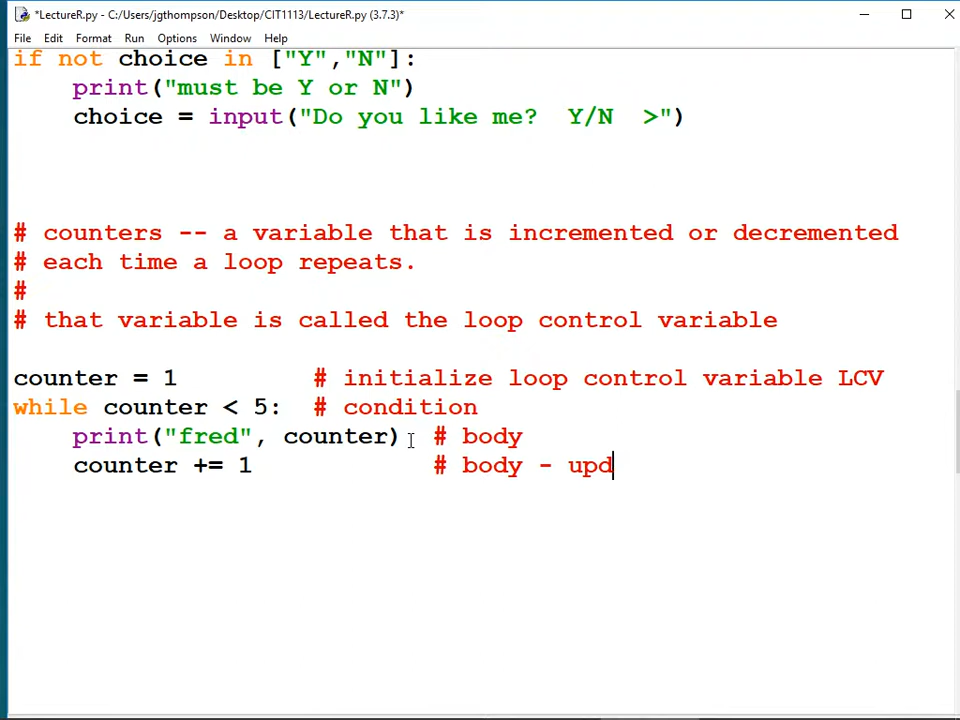 *LectureR.py - C:/Users/jgthompson/Desktop/CIT1113/LectureR.py (3.7.3)*
File Edit Format Run Options Window Help
if not choice in ["Y","N"]:
    print("must be Y or N")
    choice = input("Do you like me?  Y/N  >")
# counters -- a variable that is incremented or decremented
# each time a loop repeats.
#
# that variable is called the loop control variable
counter = 1         # initialize loop control variable LCV
while counter < 5:  # condition
    print("fred", counter)  # body
    counter += 1            # body - upd